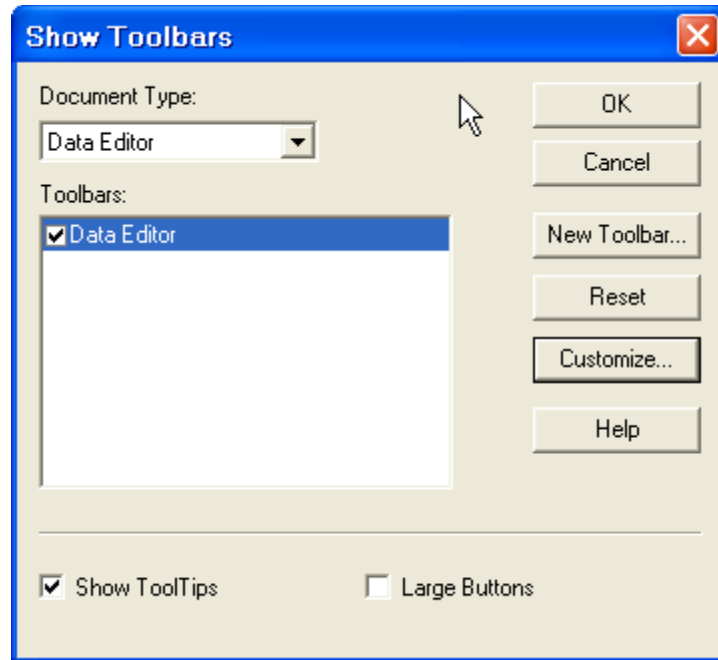 Show Toolbars
Document Type:
Data Editor
Toolbars:
Data Editor
OK
Cancel
New Toolbar...
Reset
Customize...
Help
Show ToolTips
Large Buttons